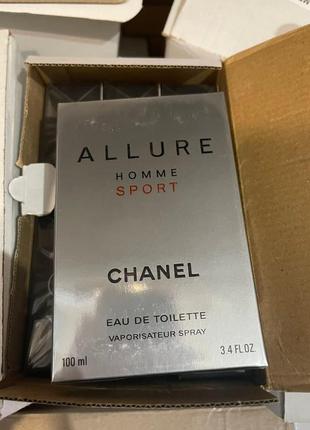 ALLURE
HOMME
SPORT
CHANEL
EAU DE TOILETTE
VAPORISATEUR SPRAY
100 ml 3.4 FL.OZ.